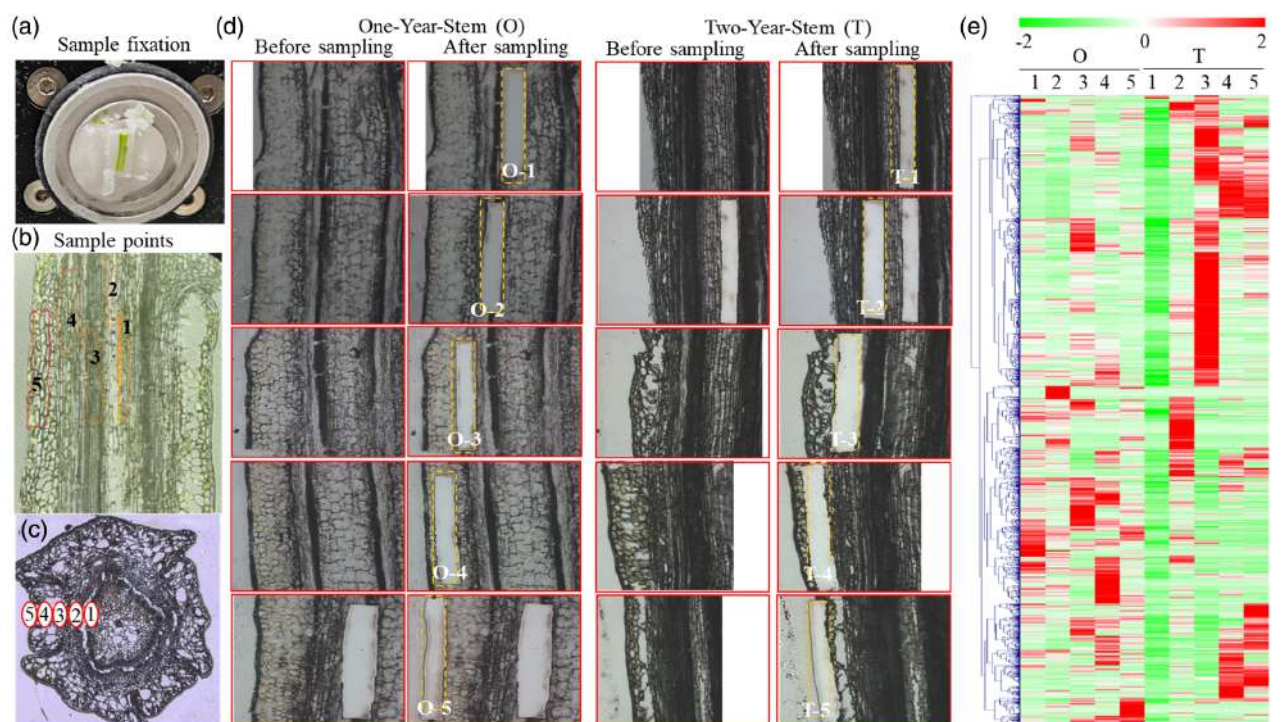 (a)
Sample fixation
(b)
Sample points
2
1
4
3
5
(c)
5 4 3 2 1
(d)
One-Year-Stem (O)
Two-Year-Stem (T)
Before sampling
After sampling
Before sampling
After sampling
O-1
T-1
O-2
T-2
O-3
T-3
O-4
T-4
O-5
T-5
(e)
-2
0
2
O
T
1 2 3 4 5
1 2 3 4 5